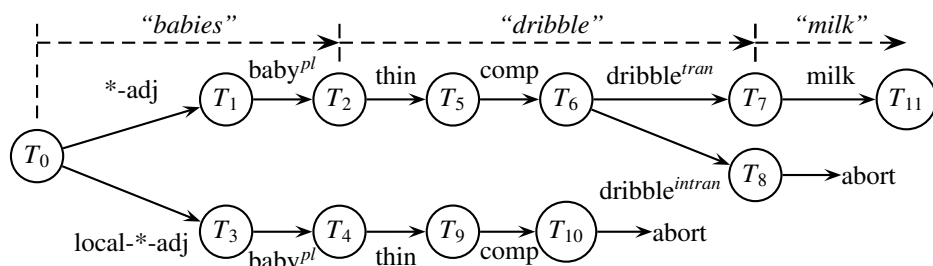 “babies” “dribble” “milk”
*-adj baby^pl thin comp dribble^tran milk
T₁ T₂ T₅ T₆ T₇ T₁₁
T₀
T₈ abort
dribble^intran
T₃ T₄ T₉ T₁₀ abort
local-*-adj baby^pl thin comp